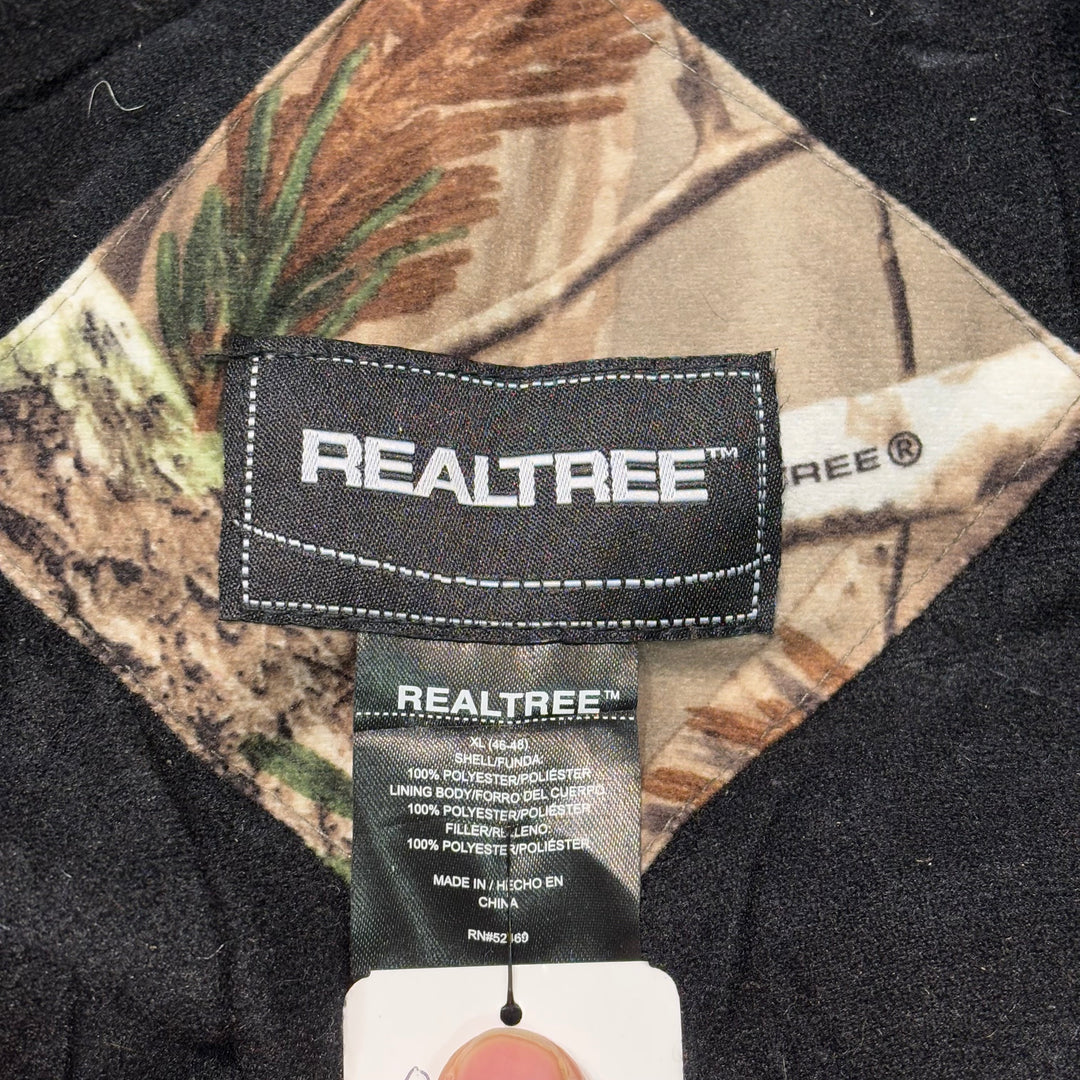 REALTREE™
TREE®
REALTREE™
XL (46-48)
SHELL/FUNDA:
100% POLYESTER/POLIÉSTER
LINING BODY/FORRO DEL CUERPO
100% POLYESTER/POLIÉSTER
FILLER/RELLENO:
100% POLYESTER/POLIÉSTER
MADE IN / HECHO EN
CHINA